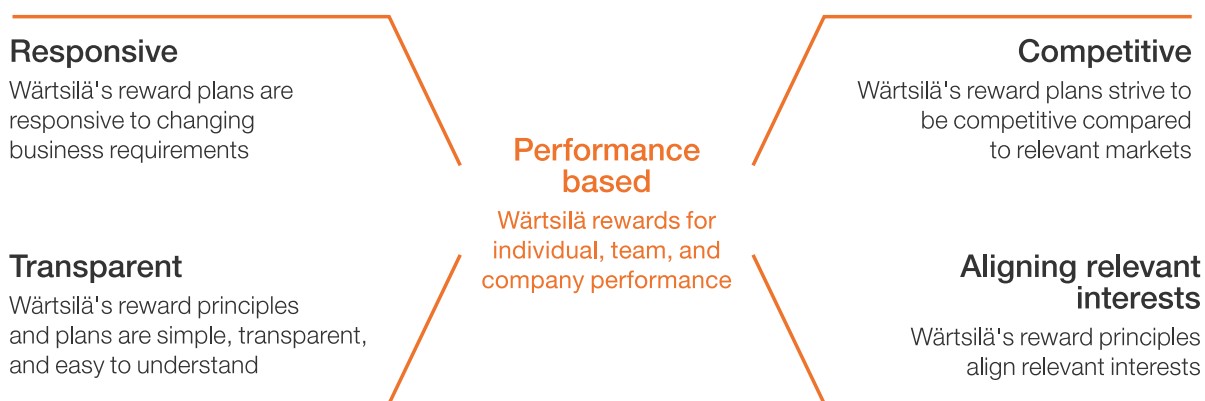 Responsive
Wärtsilä's reward plans are
responsive to changing
business requirements
Competitive
Wärtsilä's reward plans strive to
be competitive compared
to relevant markets
Performance
based
Wärtsilä rewards for
individual, team, and
company performance
Transparent
Wärtsilä's reward principles
and plans are simple, transparent,
and easy to understand
Aligning relevant
interests
Wärtsilä's reward principles
align relevant interests